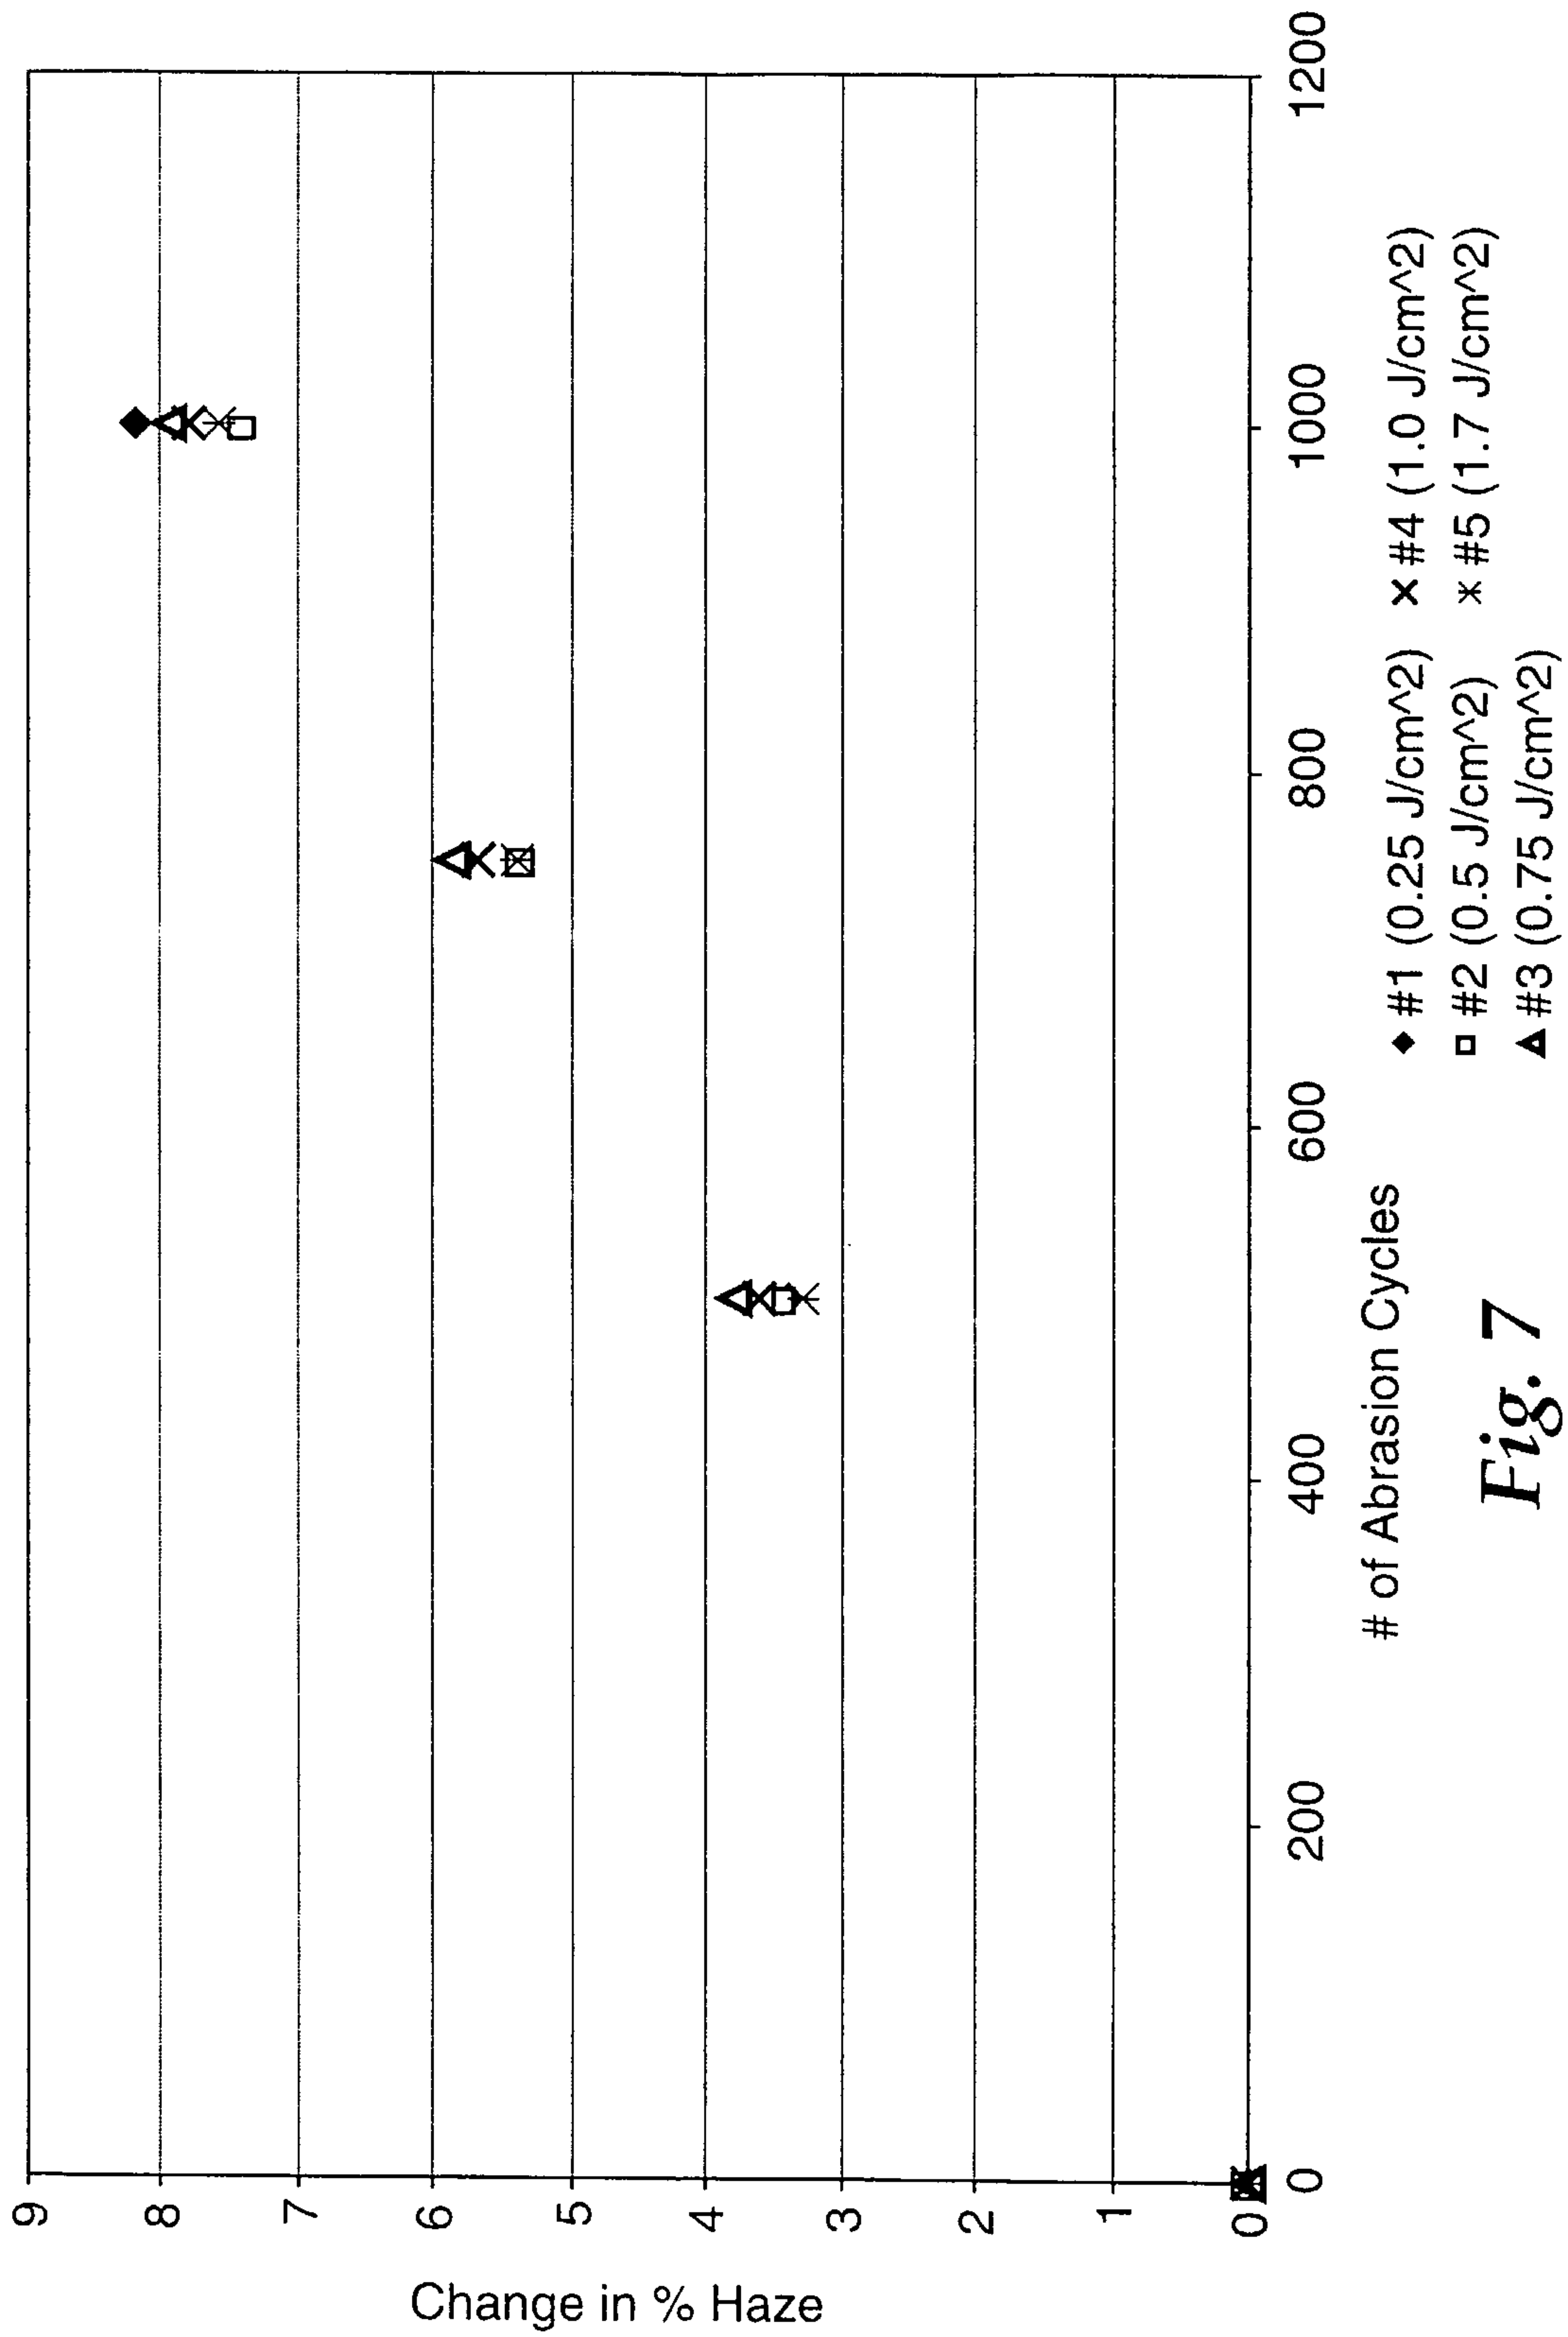 Change in % Haze
9
8
7
6
5
4
3
2
1
0
0 200 400 600 800 1000 1200
# of Abrasion Cycles
#1 (0.25 J/cm^2) #4 (1.0 J/cm^2)
#2 (0.5 J/cm^2) #5 (1.7 J/cm^2)
#3 (0.75 J/cm^2)
Fig. 7